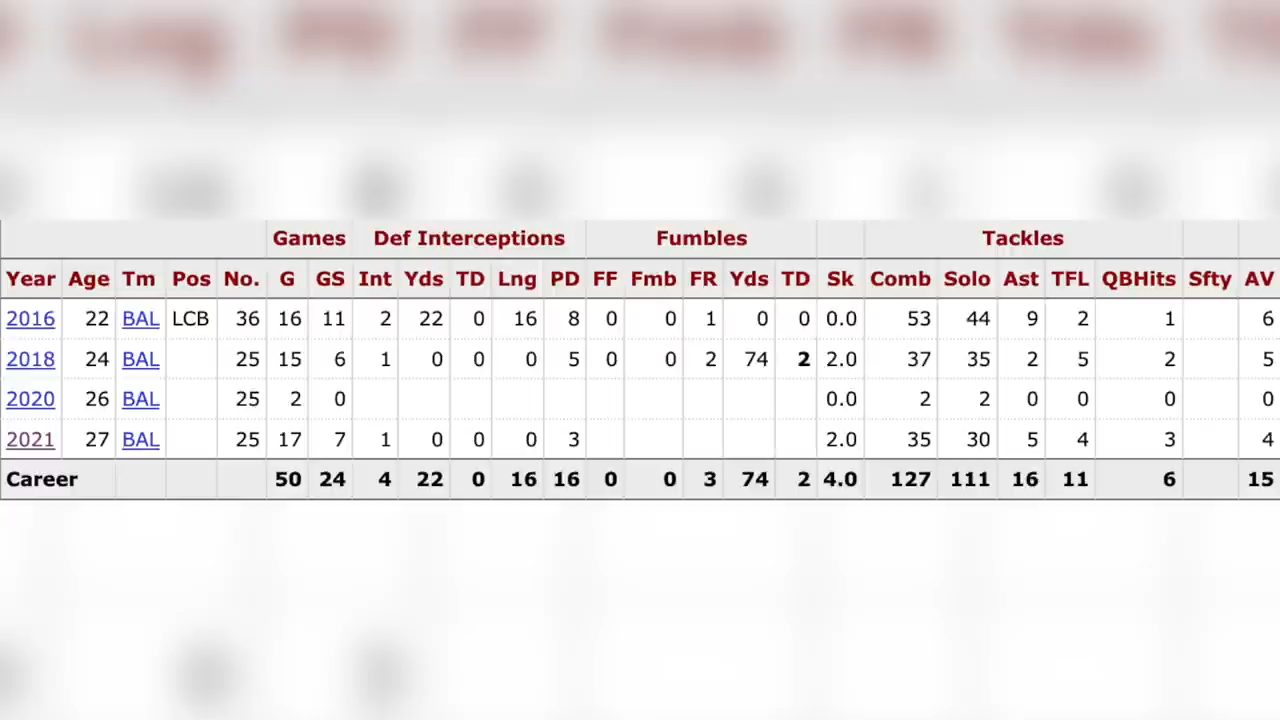 Games Def Interceptions Fumbles Tackles
Year Age Tm Pos No. G GS Int Yds TD Lng PD FF Fmb FR Yds TD Sk Comb Solo Ast TFL QBHits Sfty AV
2016 22 BAL LCB 36 16 11 2 22 0 16 8 0 0 1 0 0 0.0 53 44 9 2 1 6
2018 24 BAL 25 15 6 1 0 0 0 5 0 0 2 74 2 2.0 37 35 2 5 2 5
2020 26 BAL 25 2 0 0.0 2 2 0 0 0 0
2021 27 BAL 25 17 7 1 0 0 0 3 2.0 35 30 5 4 3 4
Career 50 24 4 22 0 16 16 0 0 3 74 2 4.0 127 111 16 11 6 15